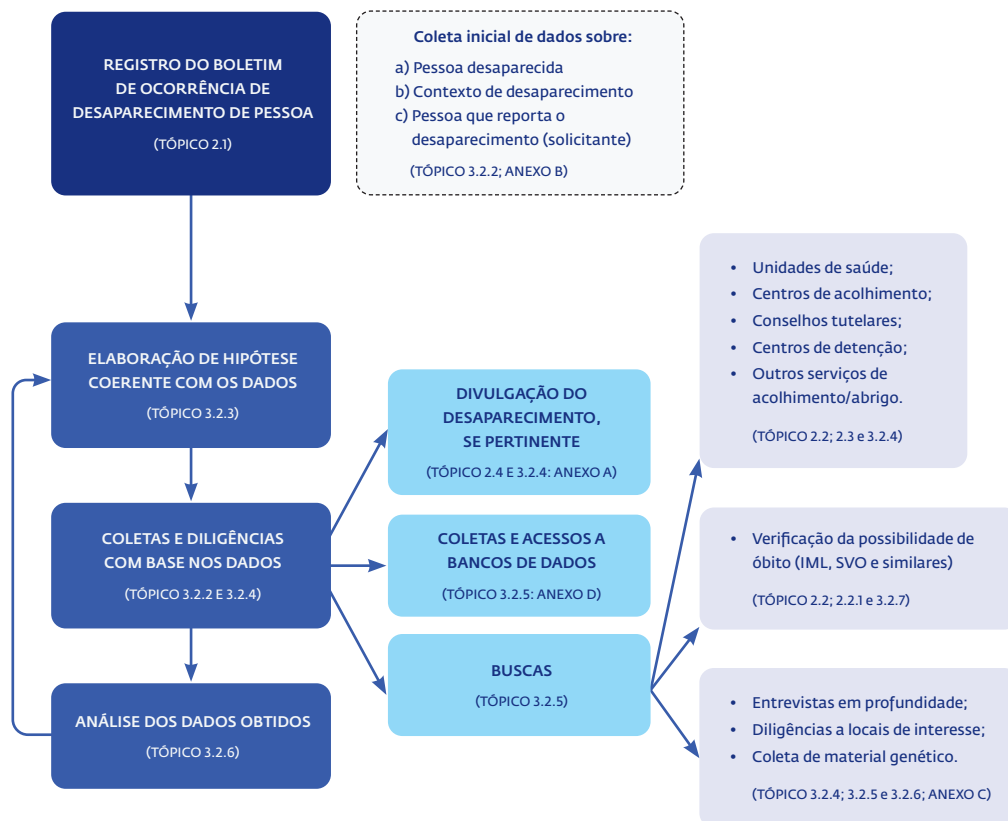 REGISTRO DO BOLETIM
DE OCORRÊNCIA DE
DESAPARECIMENTO DE PESSOA
(TÓPICO 2.1)
Coleta inicial de dados sobre:
a) Pessoa desaparecida
b) Contexto de desaparecimento
c) Pessoa que reporta o
desaparecimento (solicitante)
(TÓPICO 3.2.2; ANEXO B)
ELABORAÇÃO DE HIPÓTESE
COERENTE COM OS DADOS
(TÓPICO 3.2.3)
COLETAS E DILIGÊNCIAS
COM BASE NOS DADOS
(TÓPICO 3.2.2 E 3.2.4)
ANÁLISE DOS DADOS OBTIDOS
(TÓPICO 3.2.6)
DIVULGAÇÃO DO
DESAPARECIMENTO,
SE PERTINENTE
(TÓPICO 2.4 E 3.2.4: ANEXO A)
COLETAS E ACESSOS A
BANCOS DE DADOS
(TÓPICO 3.2.5: ANEXO D)
BUSCAS
(TÓPICO 3.2.5)
• Unidades de saúde;
• Centros de acolhimento;
• Conselhos tutelares;
• Centros de detenção;
• Outros serviços de
acolhimento/abrigo.
(TÓPICO 2.2; 2.3 e 3.2.4)
• Verificação da possibilidade de
óbito (IML, SVO e similares)
(TÓPICO 2.2; 2.2.1 e 3.2.7)
• Entrevistas em profundidade;
• Diligências a locais de interesse;
• Coleta de material genético.
(TÓPICO 3.2.4; 3.2.5 e 3.2.6; ANEXO C)